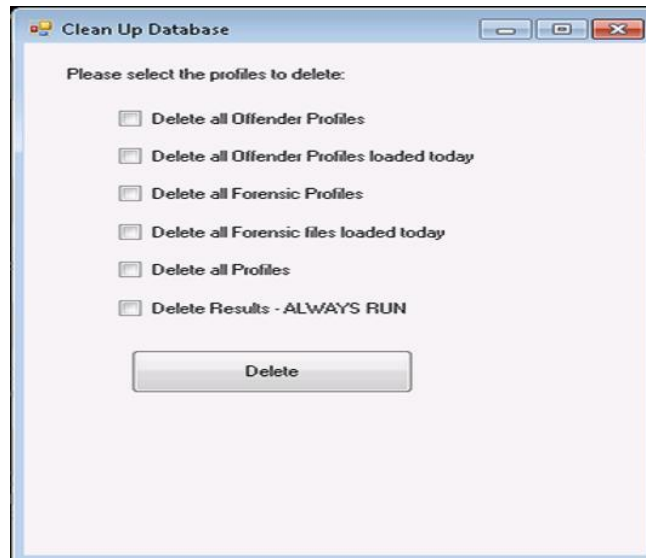 Clean Up Database
Please select the profiles to delete:
Delete all Offender Profiles
Delete all Offender Profiles loaded today
Delete all Forensic Profiles
Delete all Forensic files loaded today
Delete all Profiles
Delete Results - ALWAYS RUN
Delete